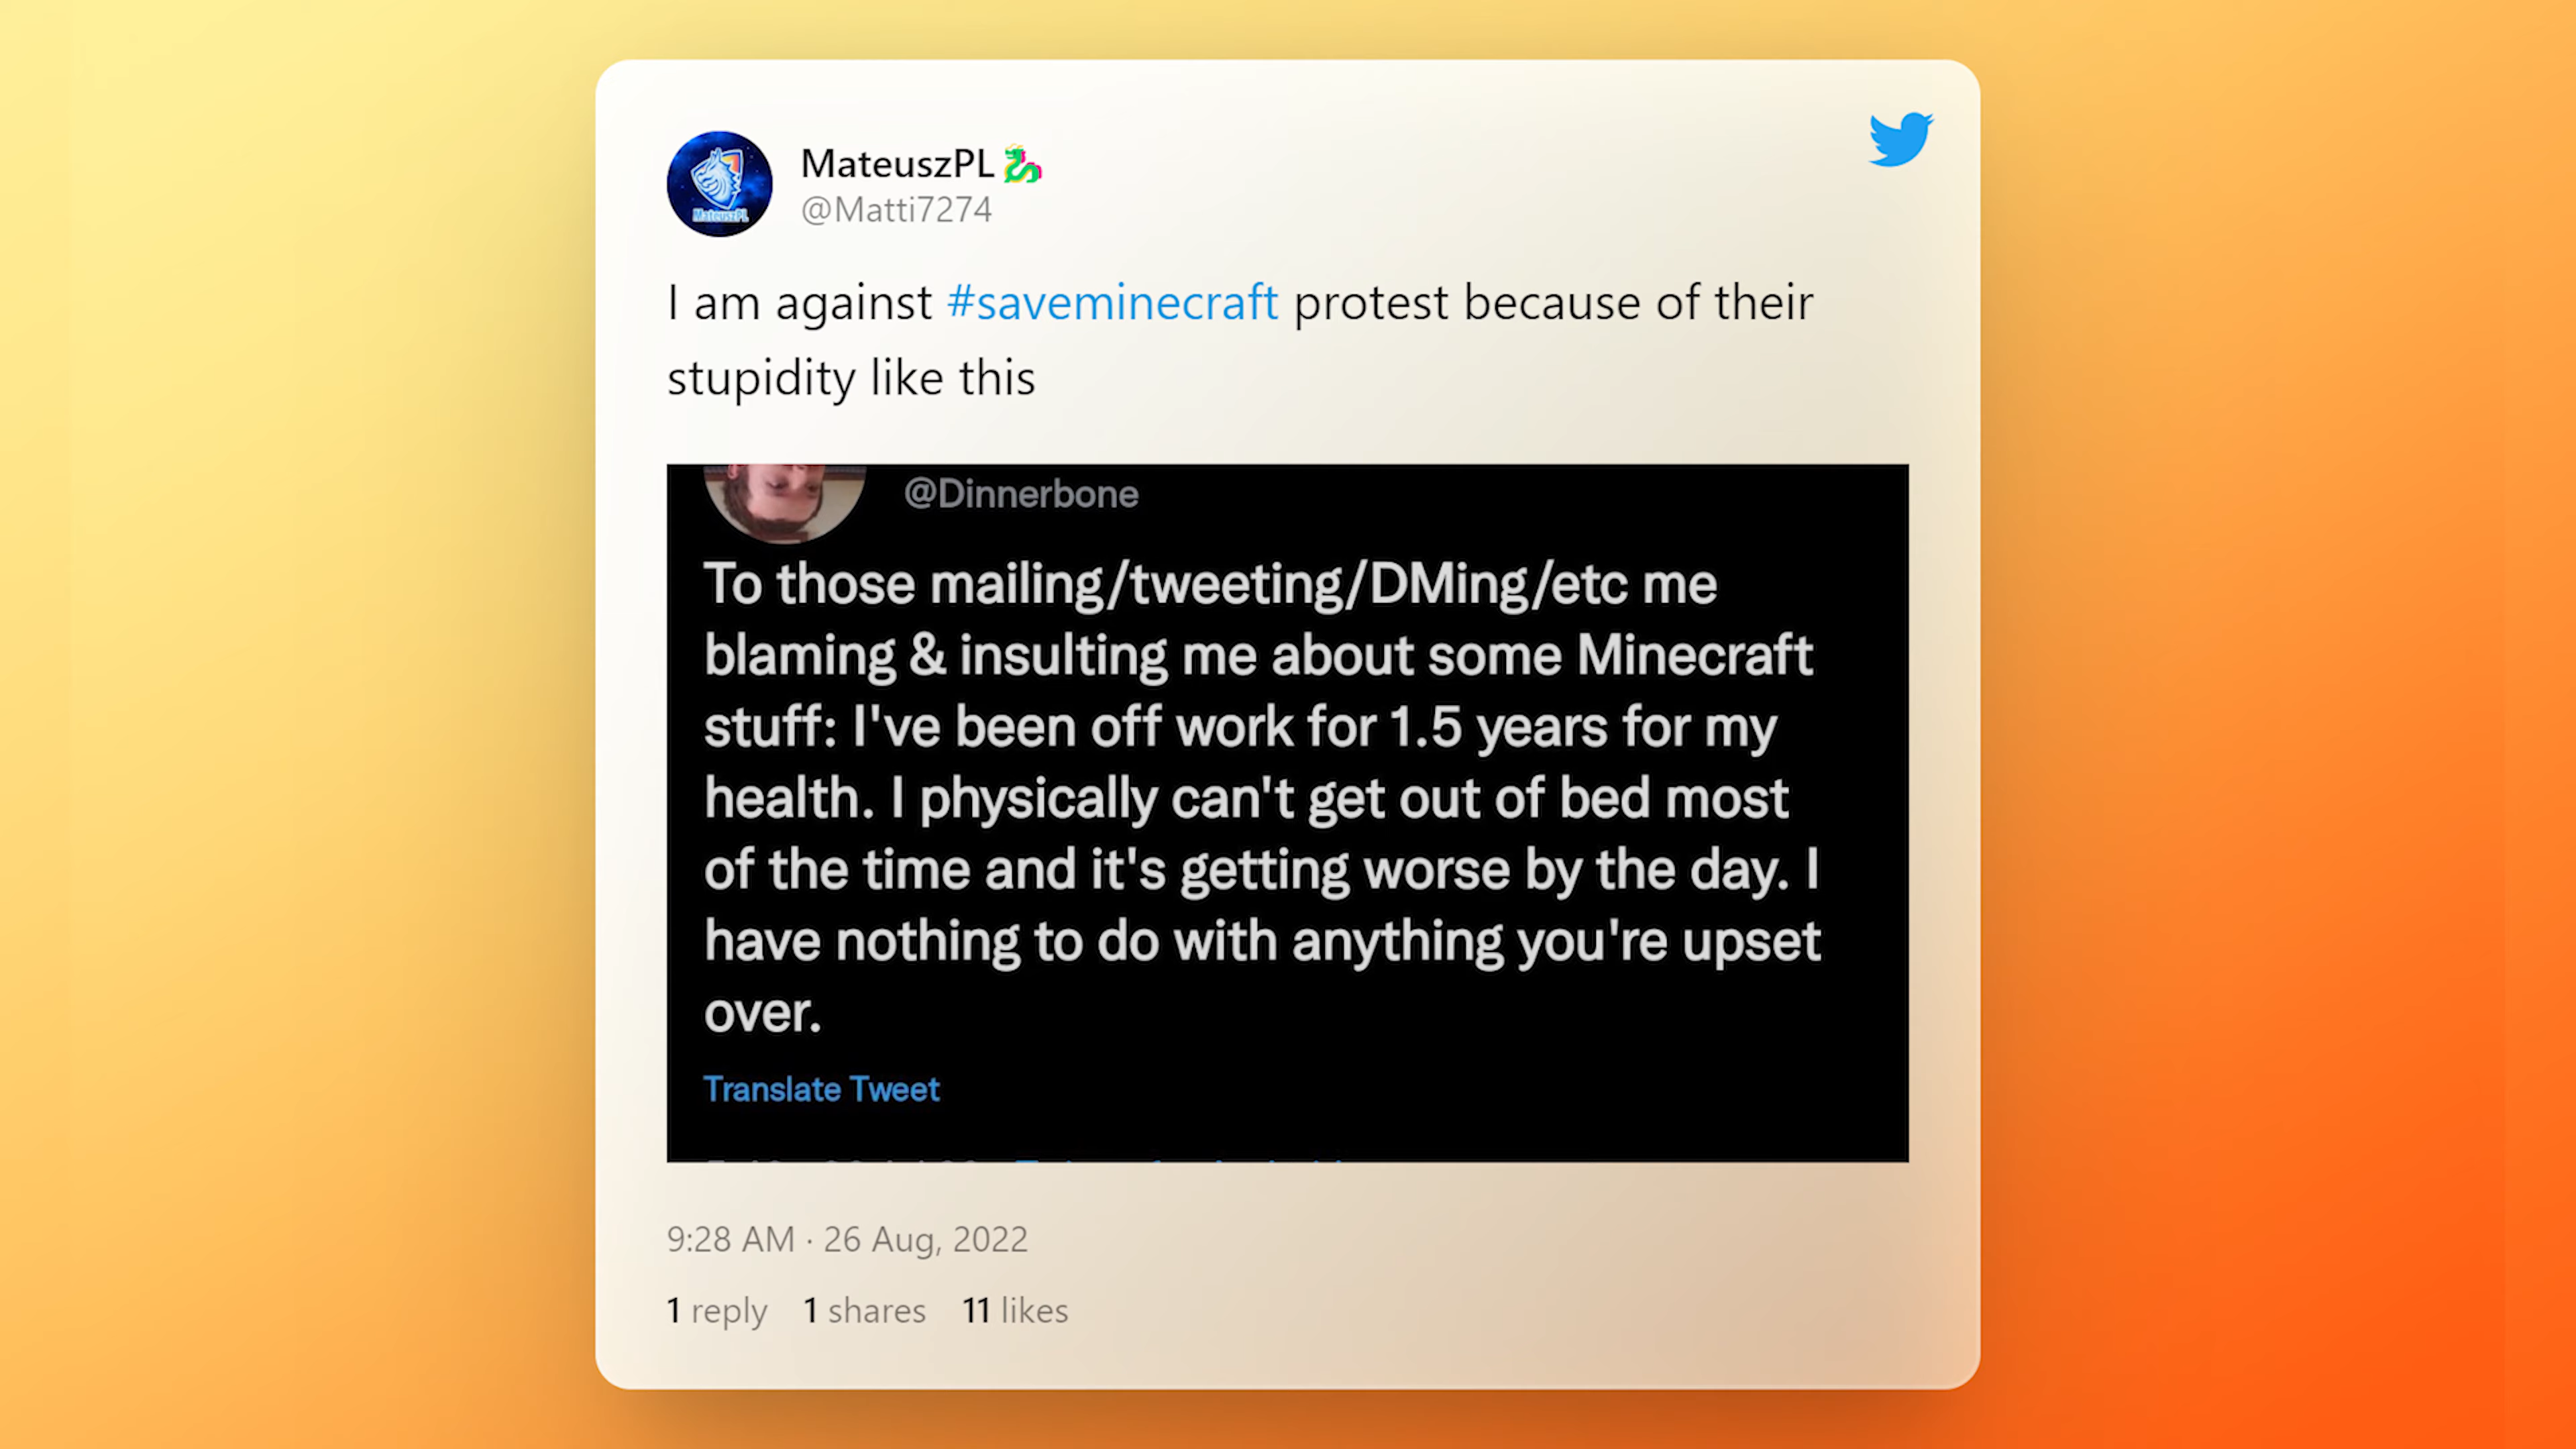 MateuszPL
@Matti7274
I am against #saveminecraft protest because of their
stupidity like this
@Dinnerbone
To those mailing/tweeting/DMing/etc me
blaming & insulting me about some Minecraft
stuff: I've been off work for 1.5 years for my
health. I physically can't get out of bed most
of the time and it's getting worse by the day. I
have nothing to do with anything you're upset
over.
Translate Tweet
9:28 AM · 26 Aug, 2022
1 reply 1 shares 11 likes